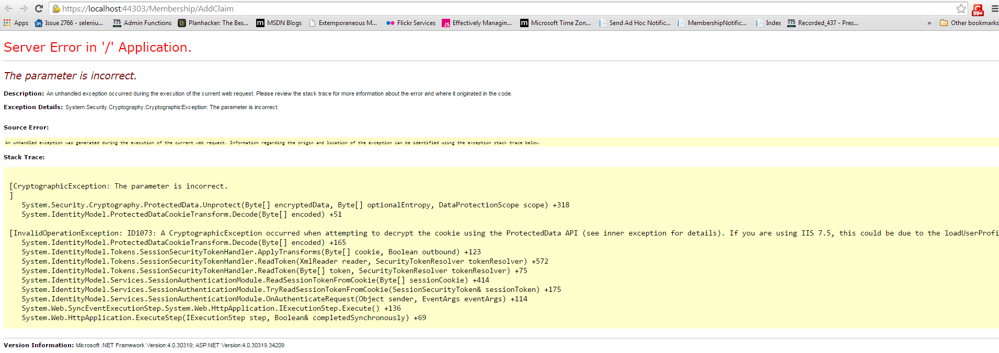 https://localhost:44303/Membership/AddClaim
99+
Apps Issue 2766 - seleniu... Admin Functions Planhacker: The Bes... MSDN Blogs Extemporaneous M... Flickr Services Effectively Managin... Microsoft Time Zon... Send Ad Hoc Notific... MembershipNotific... Index Recorded_437 - Pres... » Other bookmarks
Server Error in '/' Application.
The parameter is incorrect.
Description: An unhandled exception occurred during the execution of the current web request. Please review the stack trace for more information about the error and where it originated in the code.
Exception Details: System.Security.Cryptography.CryptographicException: The parameter is incorrect.
Source Error:
An unhandled exception was generated during the execution of the current web request. Information regarding the origin and location of the exception can be identified using the exception stack trace below.
Stack Trace:
[CryptographicException: The parameter is incorrect.
]
System.Security.Cryptography.ProtectedData.Unprotect(Byte[] encryptedData, Byte[] optionalEntropy, DataProtectionScope scope) +318
System.IdentityModel.ProtectedDataCookieTransform.Decode(Byte[] encoded) +51
[InvalidOperationException: ID1073: A CryptographicException occurred when attempting to decrypt the cookie using the ProtectedData API (see inner exception for details). If you are using IIS 7.5, this could be due to the loadUserProfi
System.IdentityModel.ProtectedDataCookieTransform.Decode(Byte[] encoded) +165
System.IdentityModel.Tokens.SessionSecurityTokenHandler.ApplyTransforms(Byte[] cookie, Boolean outbound) +123
System.IdentityModel.Tokens.SessionSecurityTokenHandler.ReadToken(XmlReader reader, SecurityTokenResolver tokenResolver) +572
System.IdentityModel.Tokens.SessionSecurityTokenHandler.ReadToken(Byte[] token, SecurityTokenResolver tokenResolver) +75
System.IdentityModel.Services.SessionAuthenticationModule.ReadSessionTokenFromCookie(Byte[] sessionCookie) +414
System.IdentityModel.Services.SessionAuthenticationModule.TryReadSessionTokenFromCookie(SessionSecurityToken& sessionToken) +175
System.IdentityModel.Services.SessionAuthenticationModule.OnAuthenticateRequest(Object sender, EventArgs eventArgs) +114
System.Web.SyncEventExecutionStep.System.Web.HttpApplication.IExecutionStep.Execute() +136
System.Web.HttpApplication.ExecuteStep(IExecutionStep step, Boolean& completedSynchronously) +69
Version Information: Microsoft .NET Framework Version:4.0.30319; ASP.NET Version:4.0.30319.34209